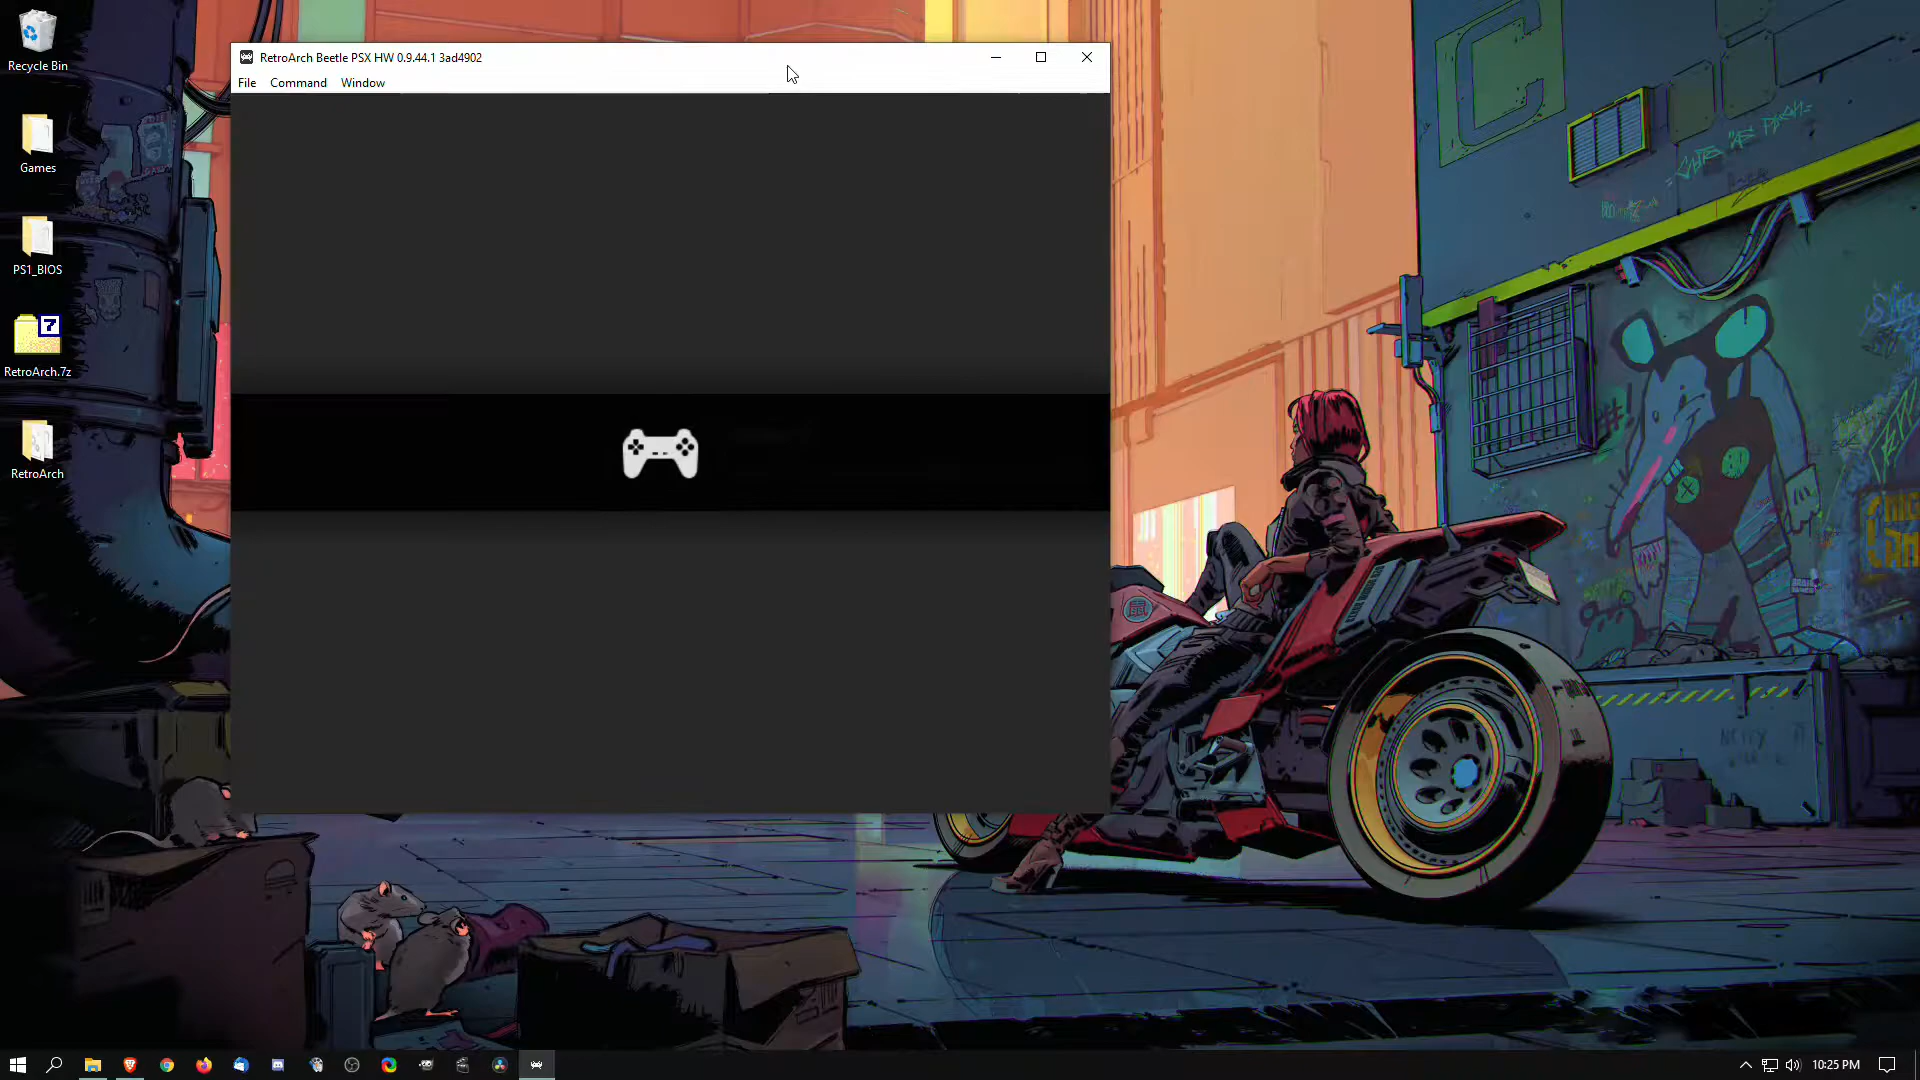 Recycle Bin
Games
PS1_BIOS
RetroArch.7z
RetroArch
RetroArch Beetle PSX HW 0.9.44.1 3ad4902
File Command Window
10:25 PM